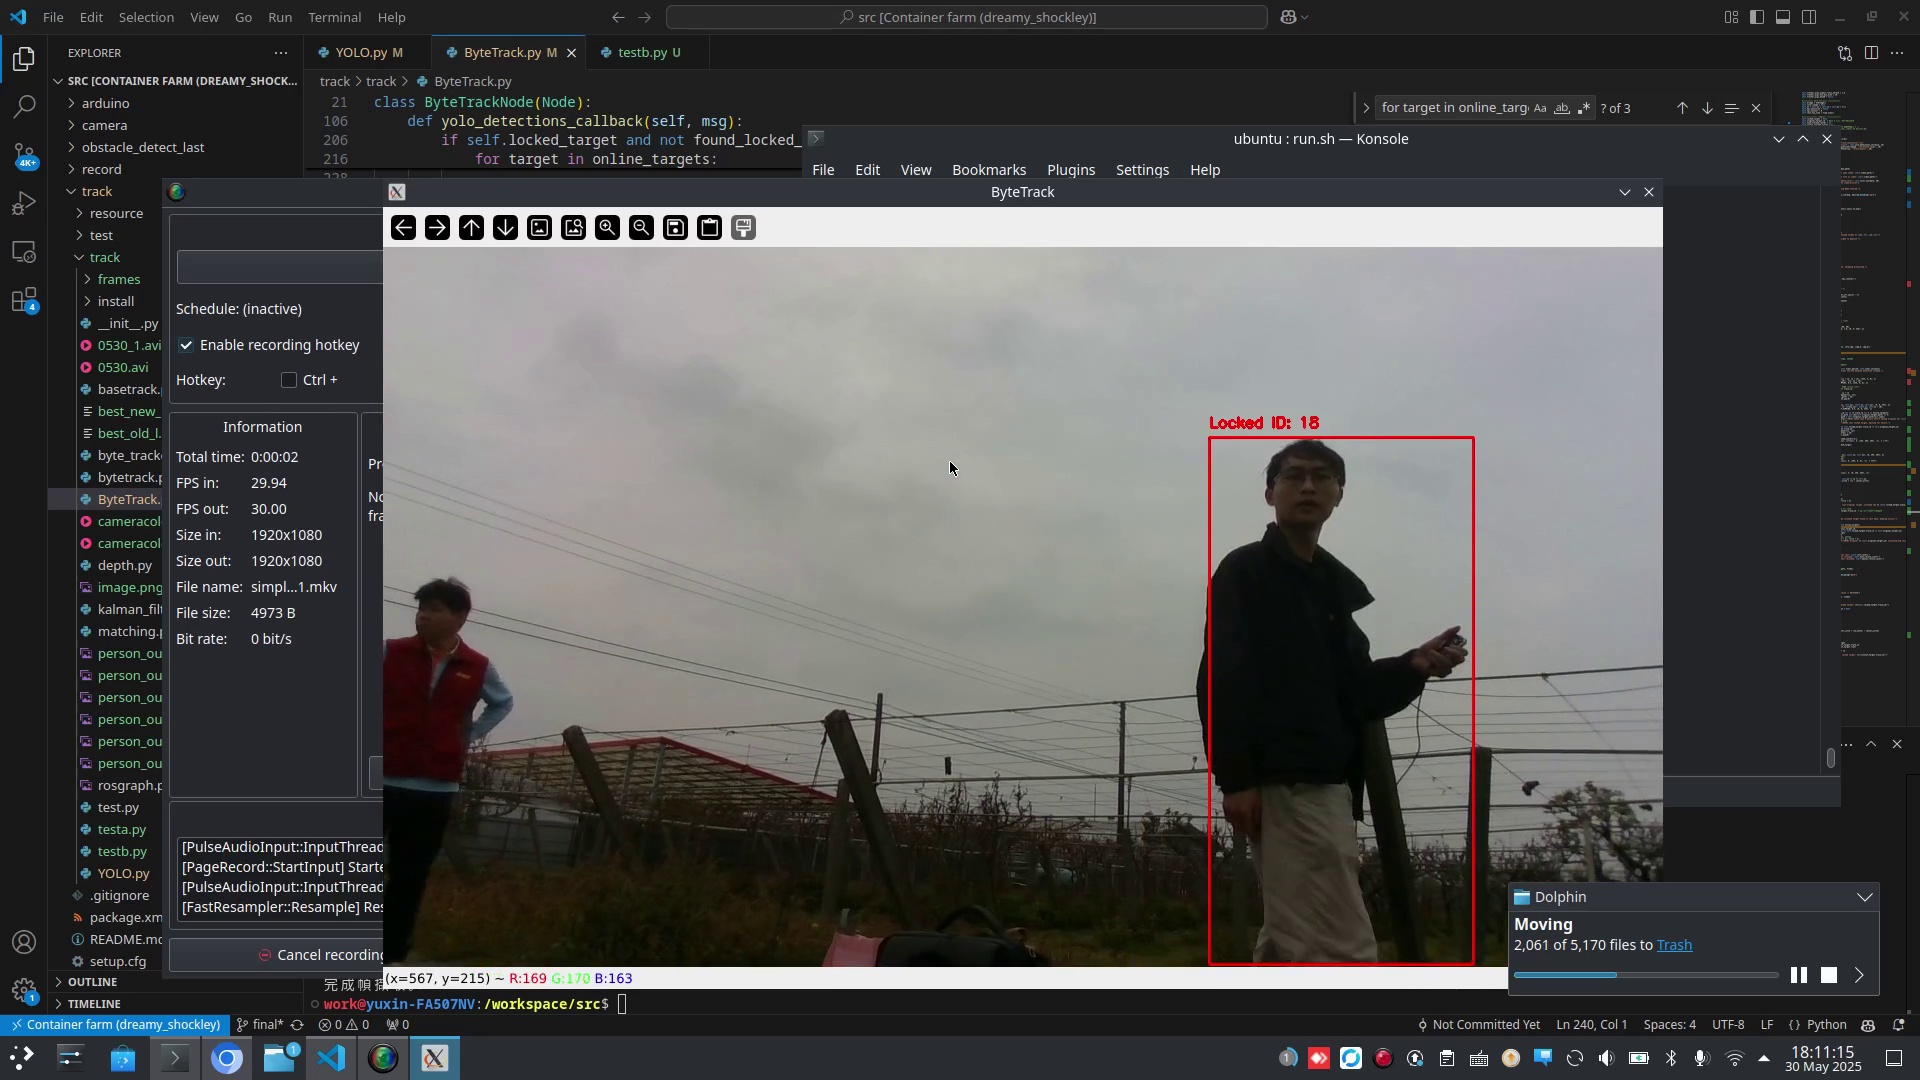 File Edit Selection View Go Run Terminal Help
src [Container farm (dreamy_shockley)]
EXPLORER
SRC [CONTAINER FARM (DREAMY_SHOCK...
arduino
camera
obstacle_detect_last
record
track
resource
test
track
frames
install
__init__.py
0530_1.avi
0530.avi
basetrack.
best_new_
best_old_l.
byte_track
bytetrack.p
ByteTrack.
cameracol
cameracol
depth.py
image.png
kalman_fil
matching.p
person_ou
person_ou
person_ou
person_ou
person_ou
person_ou
rosgraph.p
test.py
testa.py
testb.py
YOLO.py
.gitignore
package.xm
README.md
setup.cfg
OUTLINE
TIMELINE
4K+
4
1
YOLO.py M
ByteTrack.py M
testb.py U
track > track > ByteTrack.py
21 class ByteTrackNode(Node):
106 def yolo_detections_callback(self, msg):
206 if self.locked_target and not found_locked_
216 for target in online_targets:
228
for target in online_targ
Aa ab
? of 3
ubuntu : run.sh — Konsole
File Edit View Bookmarks Plugins Settings Help
ByteTrack
Schedule: (inactive)
Enable recording hotkey
Hotkey: Ctrl +
Information
Total time: 0:00:02
FPS in: 29.94
FPS out: 30.00
Size in: 1920x1080
Size out: 1920x1080
File name: simpl...1.mkv
File size: 4973 B
Bit rate: 0 bit/s
Pr
No
fra
[PulseAudioInput::InputThread
[PageRecord::StartInput] Starte
[PulseAudioInput::InputThread
[FastResampler::Resample] Res
Cancel recording
Locked ID: 18
(x=567, y=215) ~ R:169 G:170 B:163
完成幀擷取
work@yuxin-FA507NV:/workspace/src$
Dolphin
Moving
2,061 of 5,170 files to Trash
Container farm (dreamy_shockley) final* 0 0 0
Not Committed Yet Ln 240, Col 1 Spaces: 4 UTF-8 LF Python
1
1
18:11:15
30 May 2025